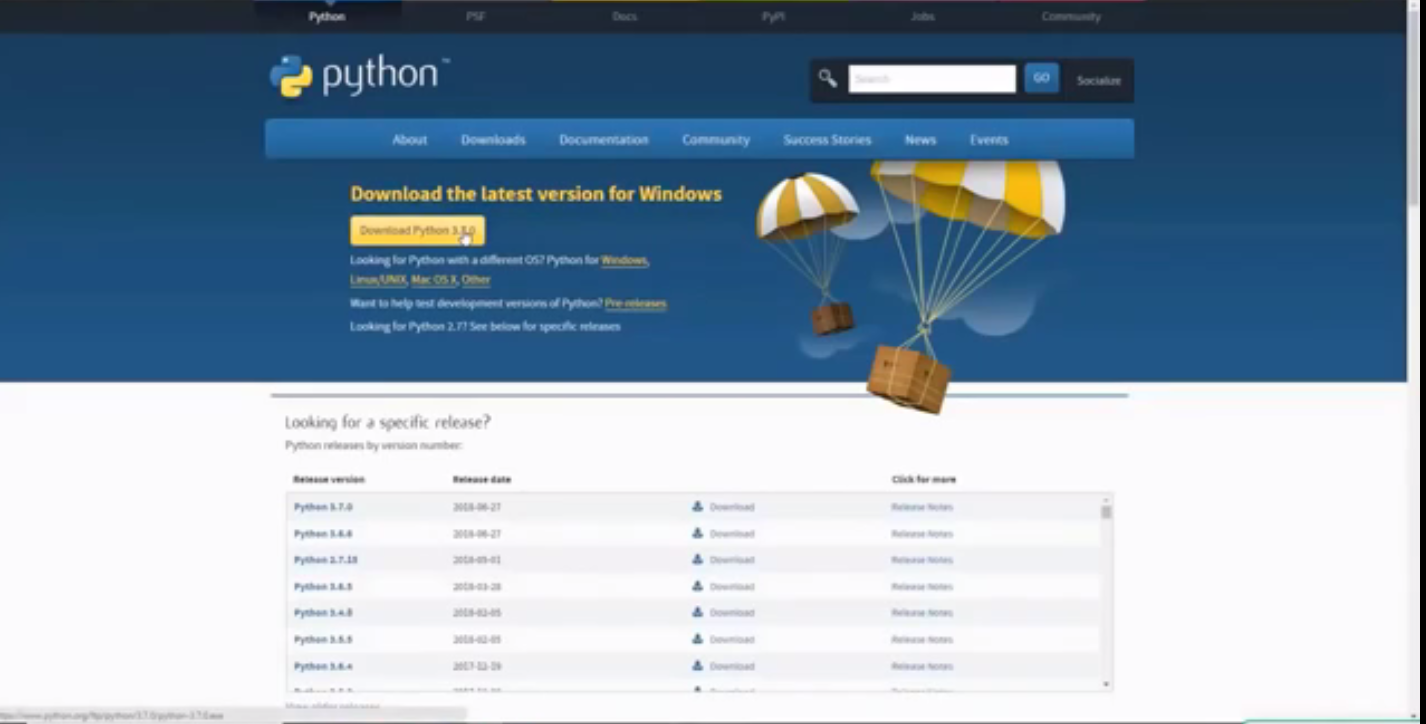 Python PSF Docs PyPI Jobs Community
python™
Search GO Socialize
About Downloads Documentation Community Success Stories News Events
Download the latest version for Windows
Download Python 3.7.0
Looking for Python with a different OS? Python for Windows,
Linux/UNIX, Mac OS X, Other
Want to help test development versions of Python? Pre-releases
Looking for Python 2.7? See below for specific releases
Looking for a specific release?
Python releases by version number:
Release version Release date Click for more
Python 3.7.0 2018-06-27 Download Release Notes
Python 3.6.6 2018-06-27 Download Release Notes
Python 2.7.15 2018-05-01 Download Release Notes
Python 3.6.5 2018-03-28 Download Release Notes
Python 3.4.8 2018-02-05 Download Release Notes
Python 3.5.5 2018-02-05 Download Release Notes
Python 3.6.4 2017-12-19 Download Release Notes
View older releases
https://www.python.org/ftp/python/3.7.0/python-3.7.0.exe